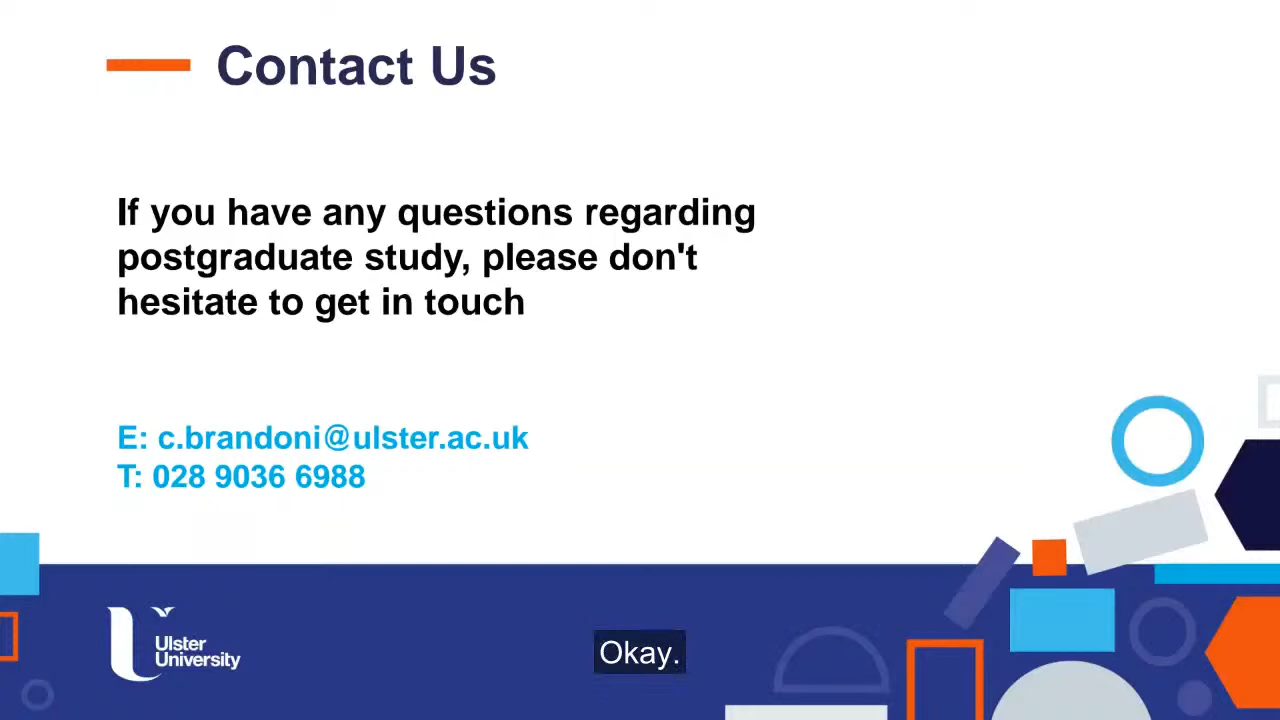 Contact Us
If you have any questions regarding
postgraduate study, please don't
hesitate to get in touch
E: c.brandoni@ulster.ac.uk
T: 028 9036 6988
Ulster
University
Okay.